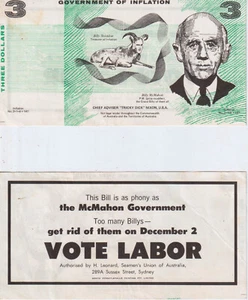 GOVERNMENT OF INFLATION
3
3
THREE DOLLARS
CHIEF ADVISER "TRICKY DICK" NIXON, U.S.A.
This Bill is as phony as
the McMahon Government
Too many Billys—
get rid of them on December 2
VOTE LABOR
Authorised by H. Leonard, Seamen's Union of Australia,
289A Sussex Street, Sydney